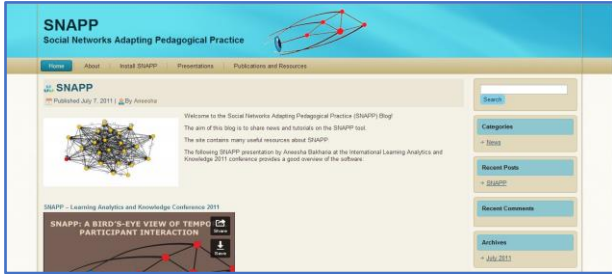 SNAPP
Social Networks Adapting Pedagogical Practice
Home About Install SNAPP Presentations Publications and Resources
SNAPP
Published July 7, 2011 | By Aneesha
Welcome to the Social Networks Adapting Pedagogical Practice (SNAPP) Blog!
The aim of this blog is to share news and tutorials on the SNAPP tool.
The site contains many useful resources about SNAPP.
The following SNAPP presentation by Aneesha Bakharia at the International Learning Analytics and
Knowledge 2011 conference provides a good overview of the software:
SNAPP – Learning Analytics and Knowledge Conference 2011
SNAPP: A BIRD'S-EYE VIEW OF TEMPO
PARTICIPANT INTERACTION
Share
Save
Search
Categories
News
Recent Posts
SNAPP
Recent Comments
Archives
July 2011